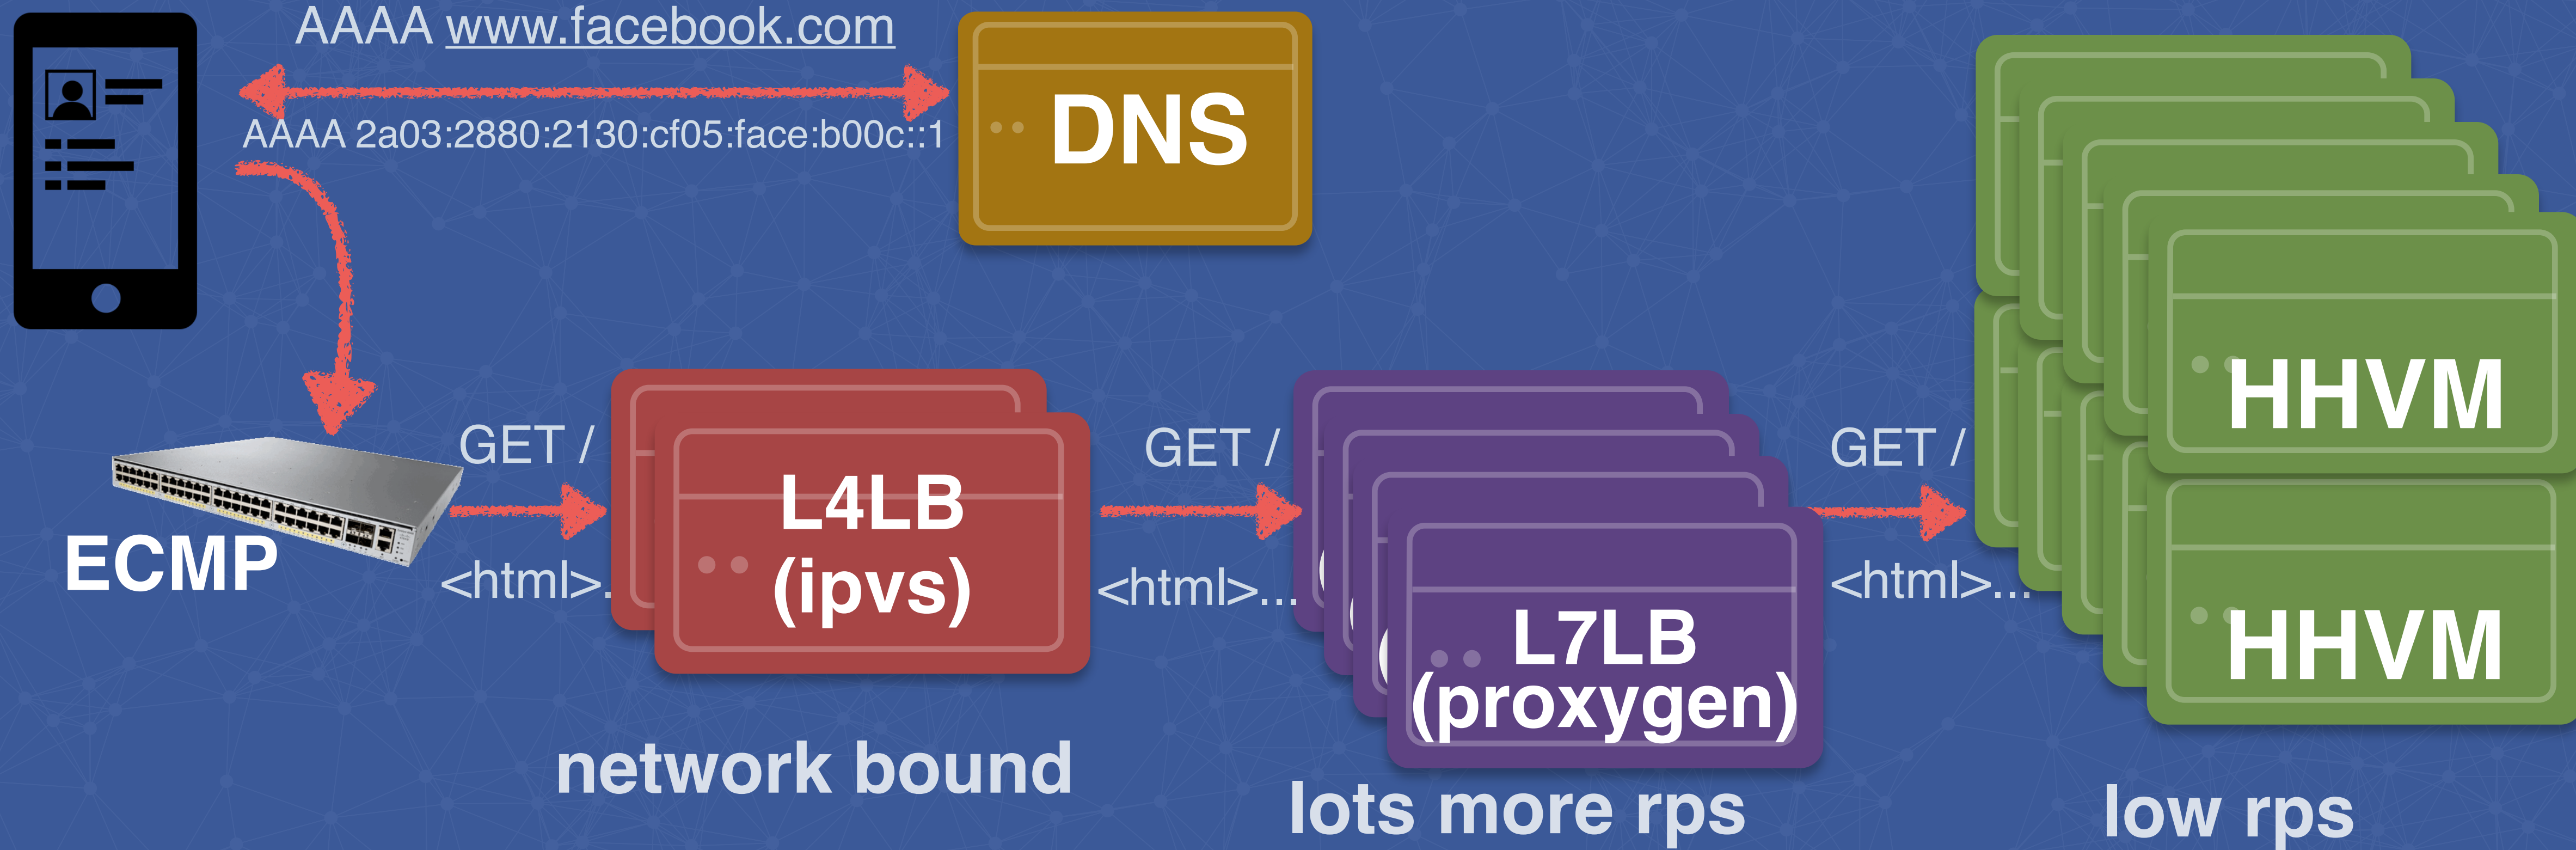 AAAA www.facebook.com
AAAA 2a03:2880:2130:cf05:face:b00c::1
DNS
ECMP
GET /
<html>.
L4LB
(ipvs)
network bound
GET /
<html>...
L7LB
(proxygen)
lots more rps
GET /
<html>...
HHVM
HHVM
low rps